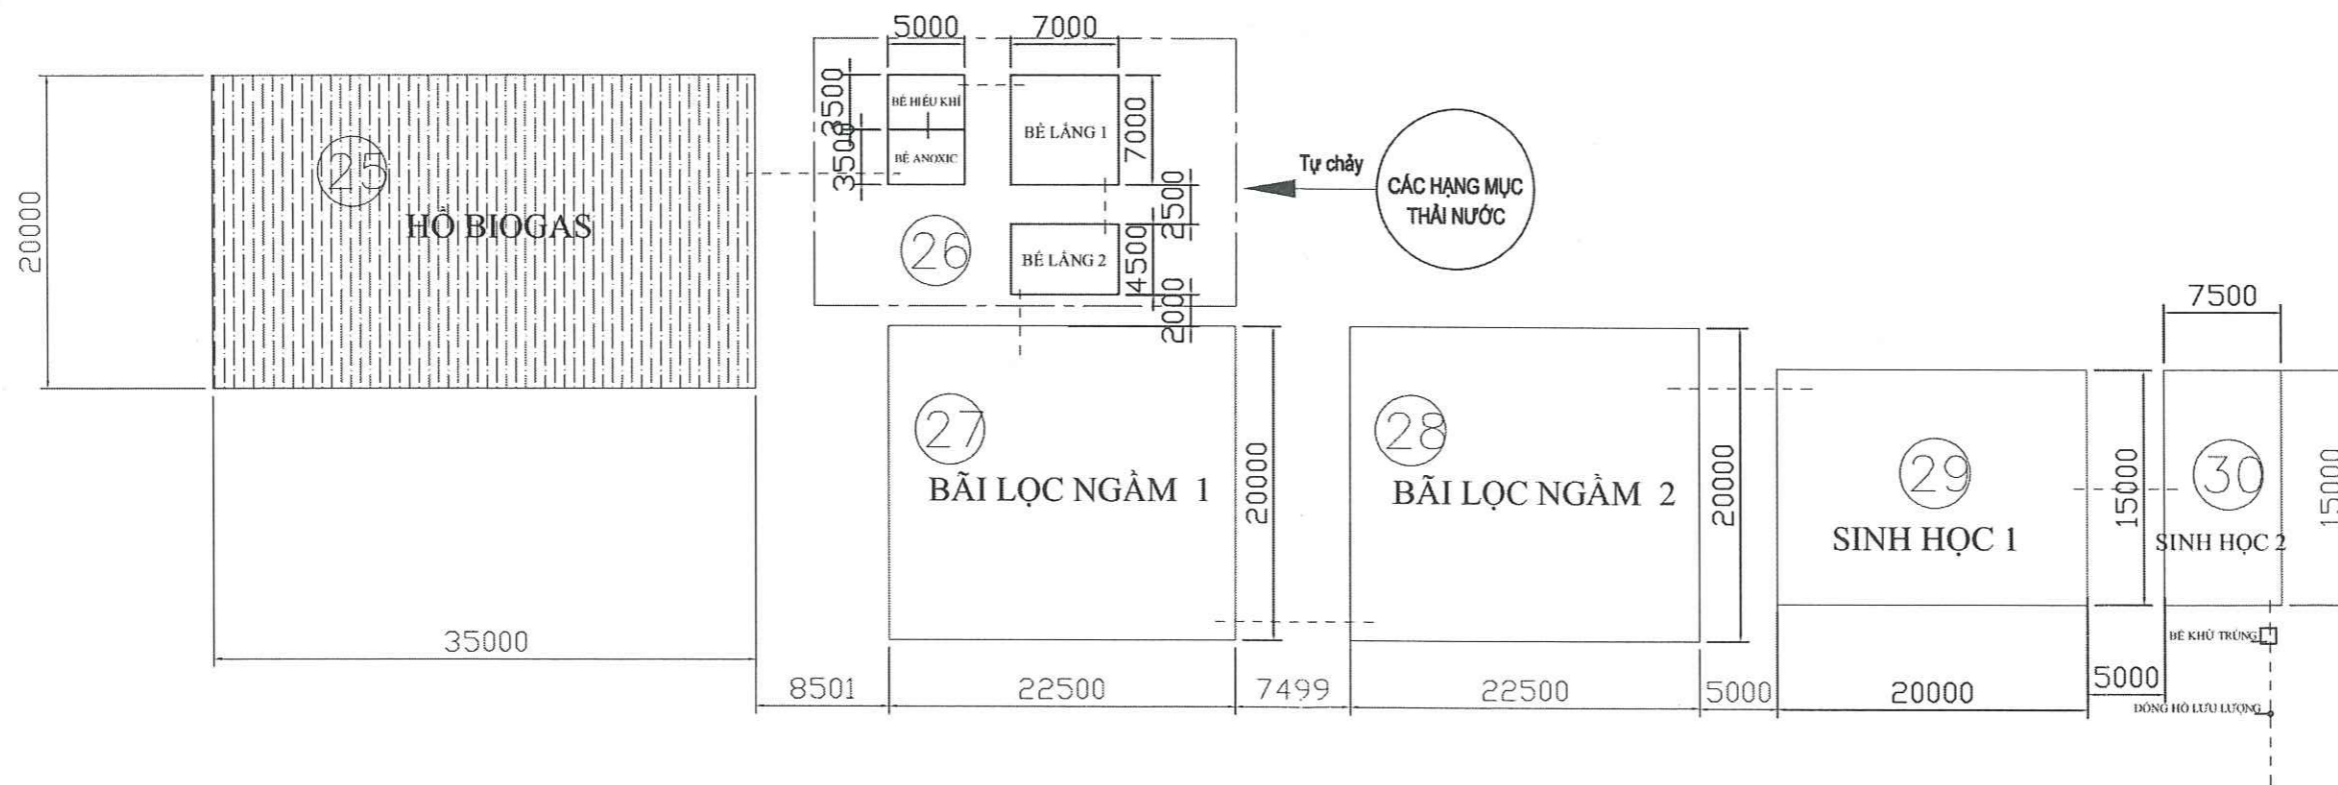 5000
7000
3500
3500
BỂ HIẾU KHÍ
BỂ ANOXIC
BỂ LẮNG 1
7000
2500
Tự chảy
CÁC HẠNG MỤC
THẢI NƯỚC
20000
25
HỒ BIOGAS
26
BỂ LẮNG 2
4500
2000
7500
27
BÃI LỌC NGẦM 1
20000
28
BÃI LỌC NGẦM 2
20000
29
SINH HỌC 1
15000
30
SINH HỌC 2
15000
BỂ KHỬ TRÙNG
35000
8501
22500
7499
22500
5000
20000
5000
ĐỒNG HỒ LƯU LƯỢNG